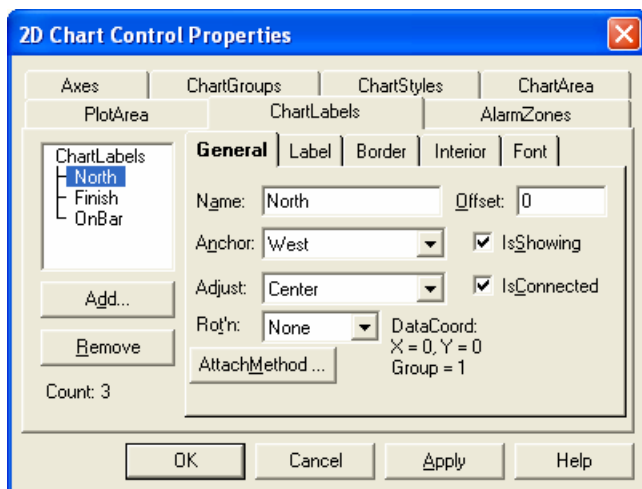 2D Chart Control Properties
Axes ChartGroups ChartStyles ChartArea
PlotArea ChartLabels AlarmZones
ChartLabels
North
Finish
OnBar
Add...
Remove
Count: 3
General Label Border Interior Font
Name: North Offset: 0
Anchor: West IsShowing
Adjust: Center IsConnected
Rot'n: None DataCoord:
X = 0, Y = 0
AttachMethod ... Group = 1
OK Cancel Apply Help